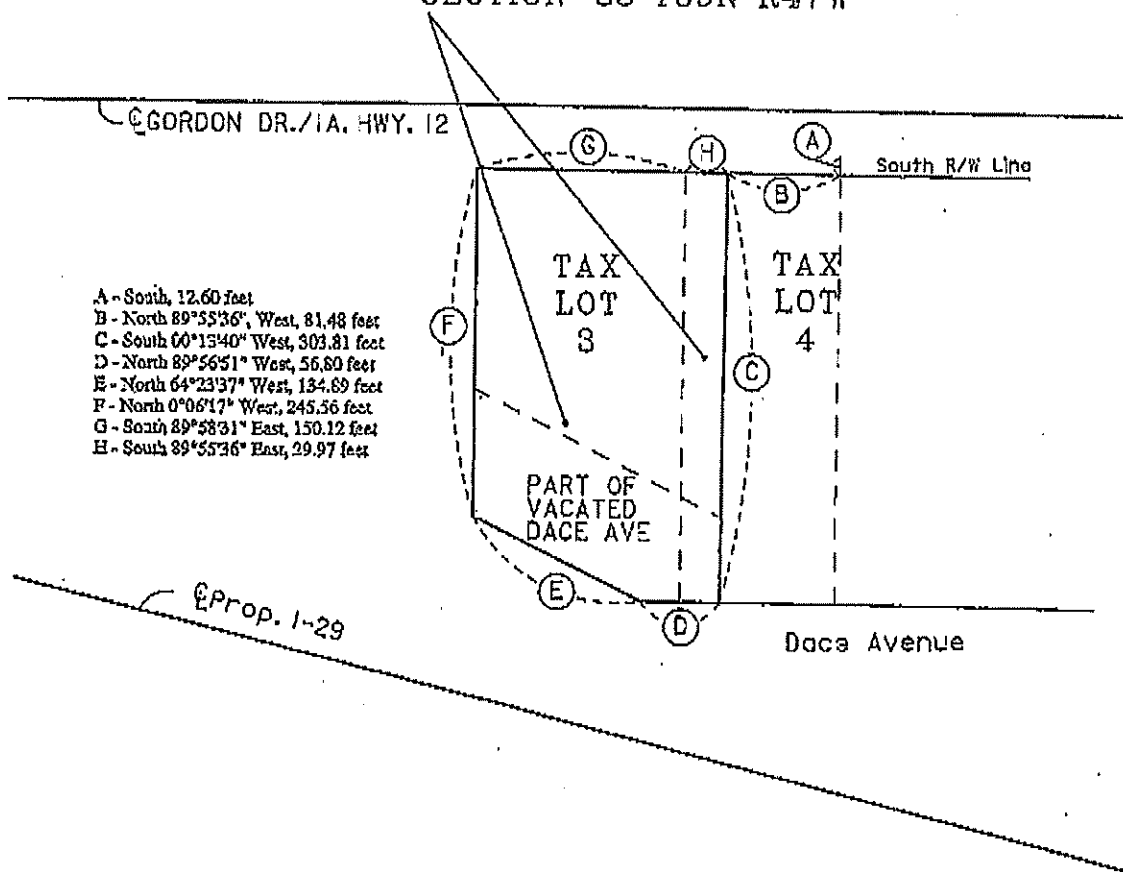 ℄ GORDON DR./IA. HWY. 12
G
H
A
South R/W Line
B
TAX
LOT
3
TAX
LOT
4
A - South, 12.60 feet
B - North 89°55'36", West, 81.48 feet
C - South 00°13'40" West, 303.81 feet
D - North 89°56'51" West, 56.80 feet
E - North 64°23'37" West, 134.89 feet
F - North 0°06'17" West, 245.56 feet
G - South 89°58'31" East, 150.12 feet
H - South 89°55'36" East, 29.97 feet
F
C
PART OF
VACATED
DACE AVE
E
D
℄ Prop. I-29
Dace Avenue